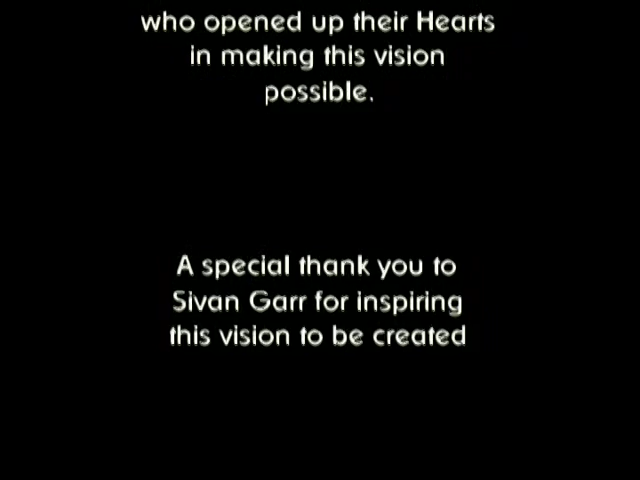 who opened up their Hearts
in making this vision
possible.
A special thank you to
Sivan Garr for inspiring
this vision to be created